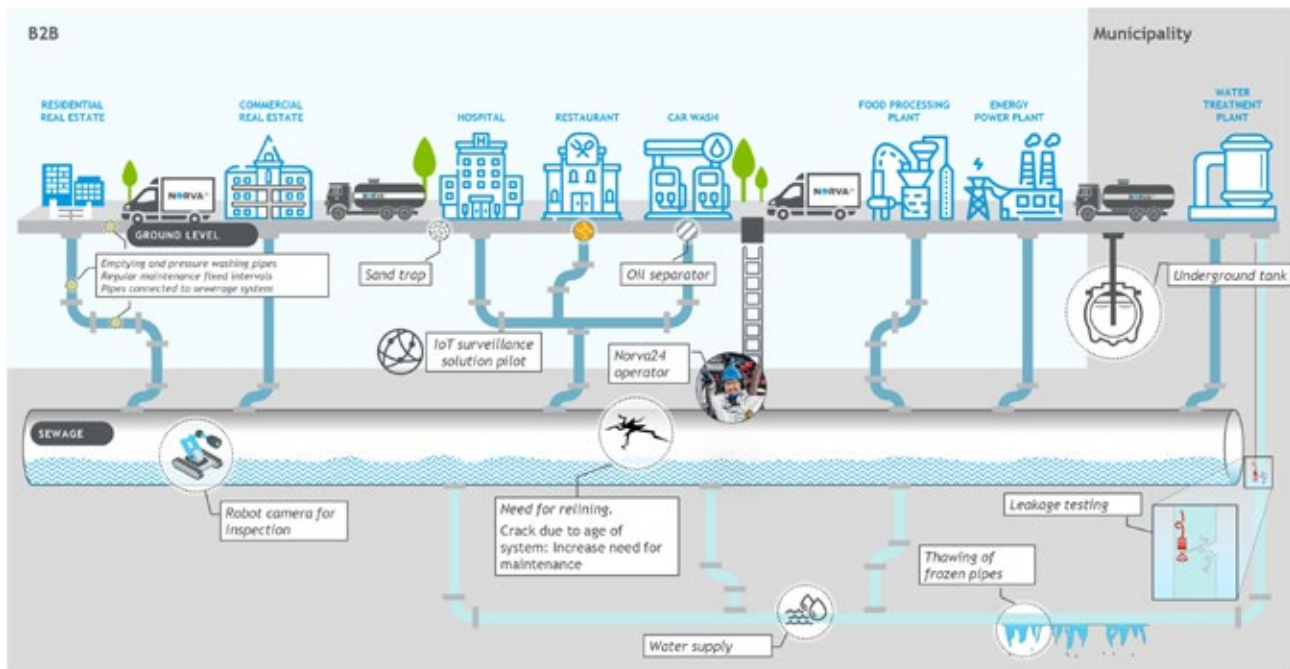 B2B
Municipality
RESIDENTIAL
REAL ESTATE
COMMERCIAL
REAL ESTATE
HOSPITAL
RESTAURANT
CAR WASH
FOOD PROCESSING
PLANT
ENERGY
POWER PLANT
WATER
TREATMENT
PLANT
H
NORVA
NORVA
GROUND LEVEL
Emptying and pressure washing pipes
Regular maintenance fixed intervals
Pipes connected to sewerage system
Sand trap
Oil separator
Underground tank
IoT surveillance
solution pilot
Norva24
operator
SEWAGE
Robot camera for
inspection
Need for relining.
Crack due to age of
system: Increase need for
maintenance
Leakage testing
Thawing of
frozen pipes
Water supply